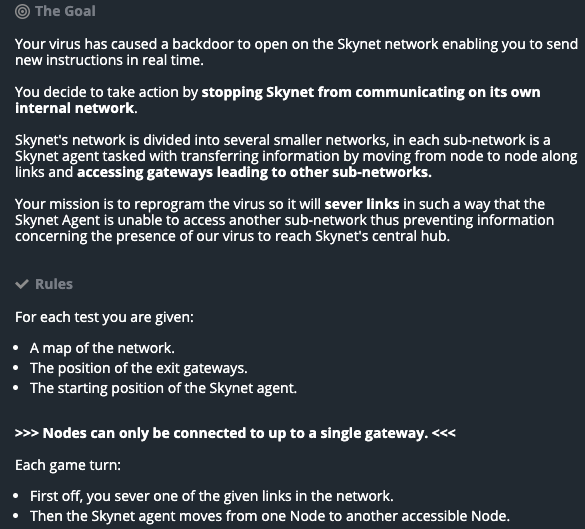 The Goal
Your virus has caused a backdoor to open on the Skynet network enabling you to send
new instructions in real time.
You decide to take action by stopping Skynet from communicating on its own
internal network.
Skynet's network is divided into several smaller networks, in each sub-network is a
Skynet agent tasked with transferring information by moving from node to node along
links and accessing gateways leading to other sub-networks.
Your mission is to reprogram the virus so it will sever links in such a way that the
Skynet Agent is unable to access another sub-network thus preventing information
concerning the presence of our virus to reach Skynet's central hub.
Rules
For each test you are given:
• A map of the network.
• The position of the exit gateways.
• The starting position of the Skynet agent.
>>> Nodes can only be connected to up to a single gateway. <<<
Each game turn:
• First off, you sever one of the given links in the network.
• Then the Skynet agent moves from one Node to another accessible Node.